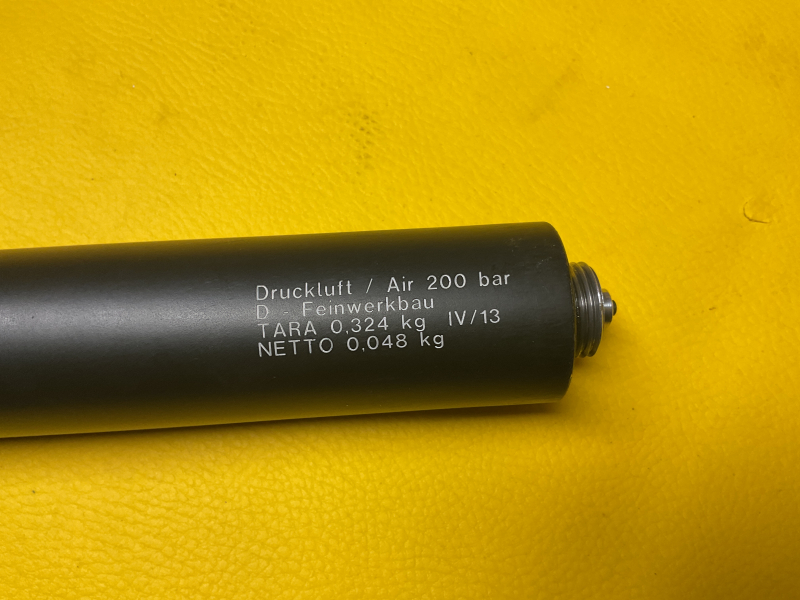 Druckluft / Air 200 bar
D - Feinwerkbau
TARA 0,324 kg IV/13
NETTO 0,048 kg